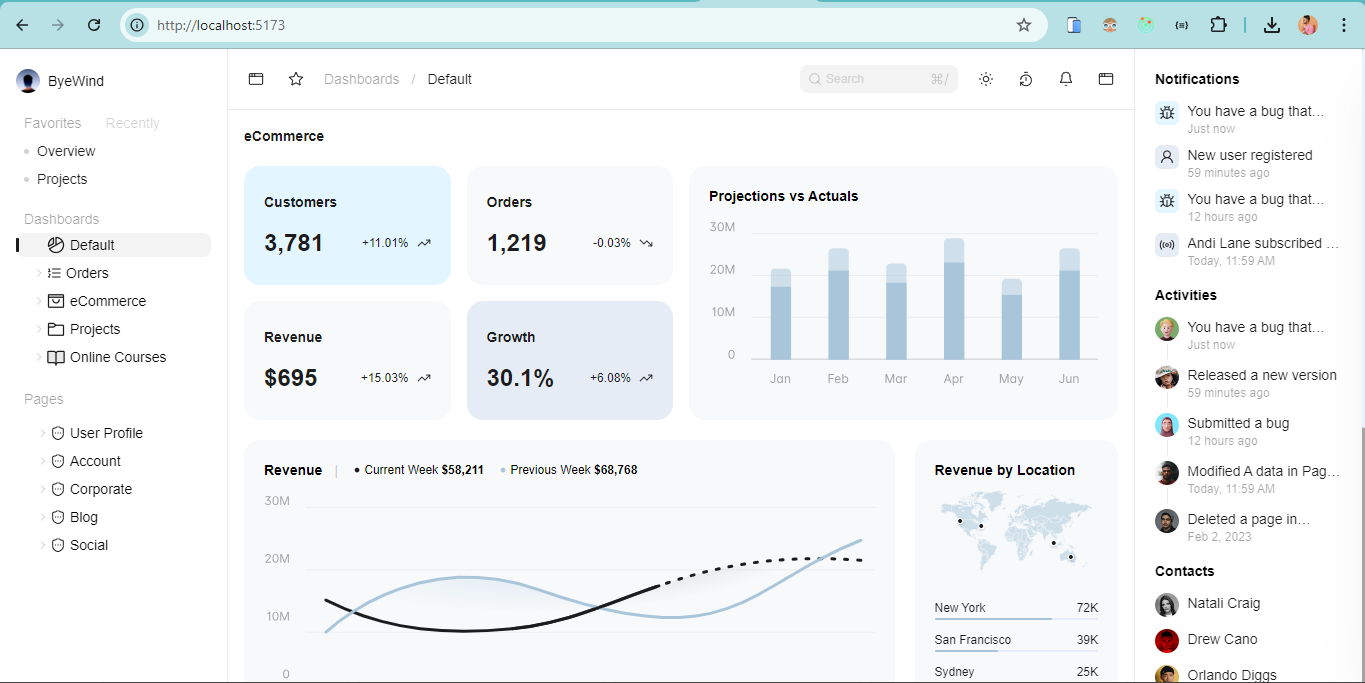 http://localhost:5173
ByeWind
Favorites Recently
Overview
Projects
Dashboards
Default
Orders
eCommerce
Projects
Online Courses
Pages
User Profile
Account
Corporate
Blog
Social
Dashboards / Default
Search ⌘/
eCommerce
Customers
3,781 +11.01%
Orders
1,219 -0.03%
Revenue
$695 +15.03%
Growth
30.1% +6.08%
Projections vs Actuals
30M
20M
10M
0
Jan Feb Mar Apr May Jun
Revenue | • Current Week $58,211 • Previous Week $68,768
30M
20M
10M
0
Revenue by Location
New York 72K
San Francisco 39K
Sydney 25K
Notifications
You have a bug that…
Just now
New user registered
59 minutes ago
You have a bug that…
12 hours ago
Andi Lane subscribed …
Today, 11:59 AM
Activities
You have a bug that…
Just now
Released a new version
59 minutes ago
Submitted a bug
12 hours ago
Modified A data in Pag…
Today, 11:59 AM
Deleted a page in…
Feb 2, 2023
Contacts
Natali Craig
Drew Cano
Orlando Diggs